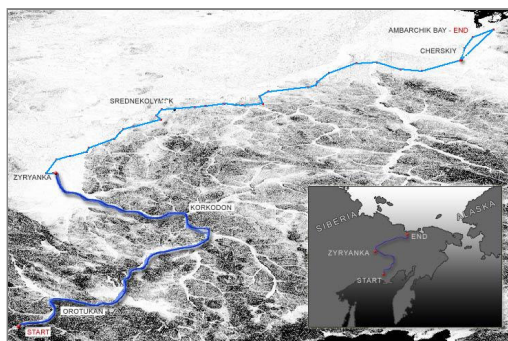 AMBARCHIK BAY - END
CHERSKIY
SREDNEKOLYMSK
ZYRYANKA
KORKODON
OROTUKAN
START
SIBERIA
ALASKA
END
ZYRYANKA
START